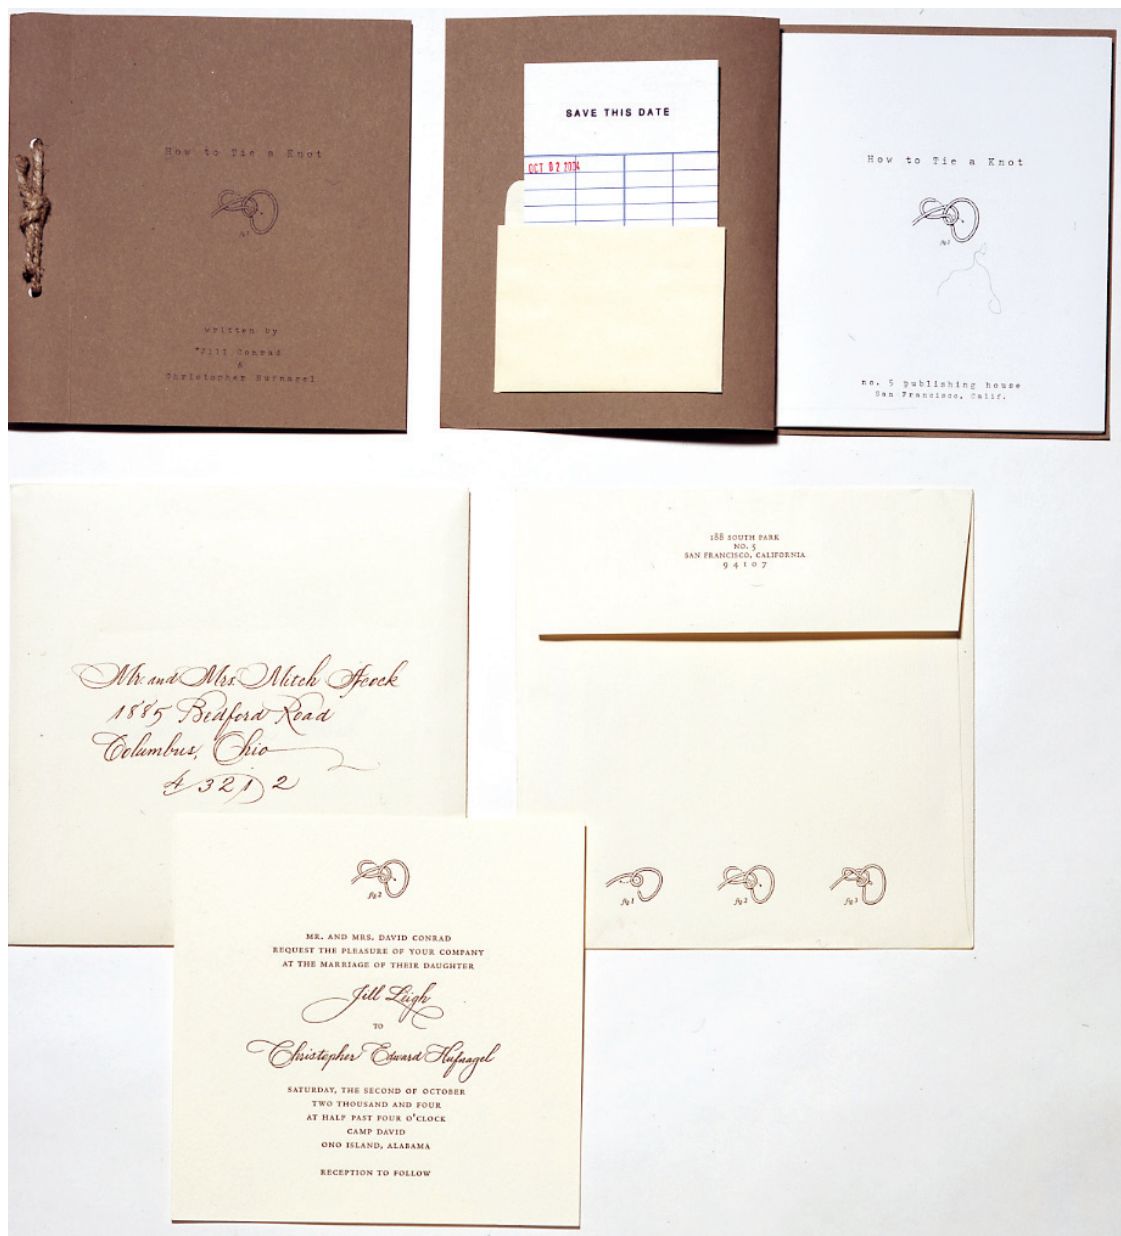 How to Tie a Knot
written by
Jill Conrad
&
Christopher Hufnagel
SAVE THIS DATE
OCT 02 2004
How to Tie a Knot
fig 2
no. 5 publishing house
San Francisco, Calif.
Mr. and Mrs. Mitch Acock
1885 Bedford Road
Columbus, Ohio
43212
188 SOUTH PARK
NO. 5
SAN FRANCISCO, CALIFORNIA
94107
fig 1
fig 2
fig 3
fig 2
MR. AND MRS. DAVID CONRAD
REQUEST THE PLEASURE OF YOUR COMPANY
AT THE MARRIAGE OF THEIR DAUGHTER
Jill Leigh
TO
Christopher Edward Hufnagel
SATURDAY, THE SECOND OF OCTOBER
TWO THOUSAND AND FOUR
AT HALF PAST FOUR O'CLOCK
CAMP DAVID
ONO ISLAND, ALABAMA
RECEPTION TO FOLLOW